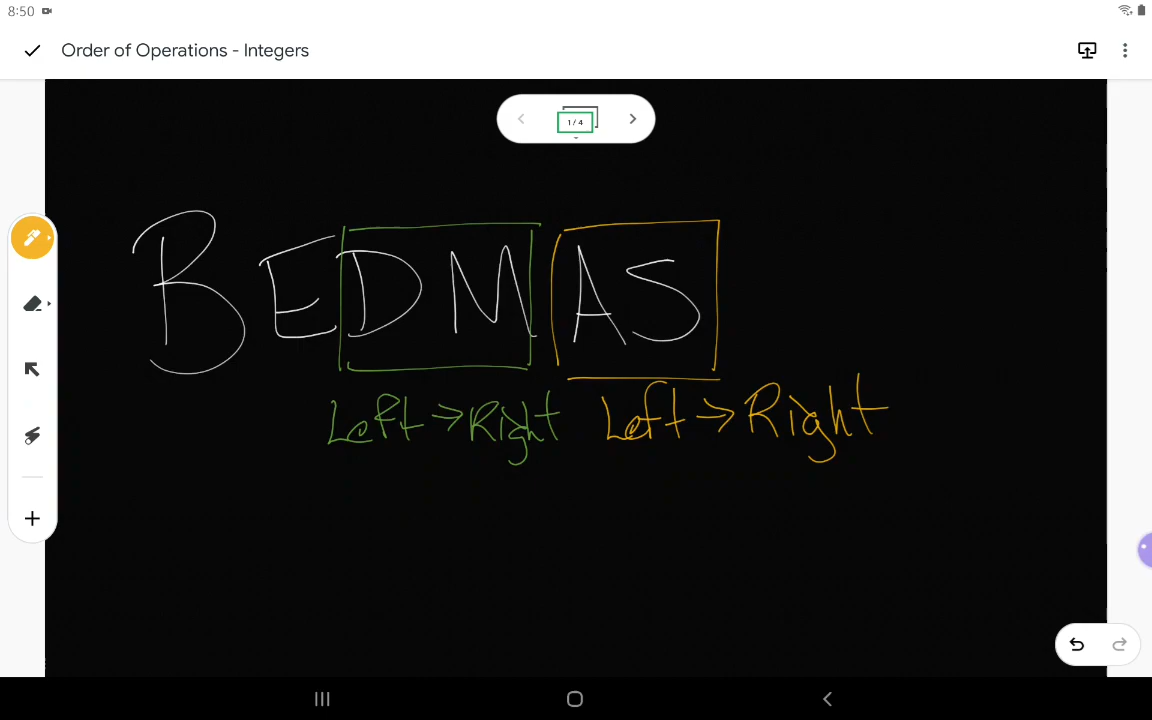 8:50
Order of Operations - Integers
1 / 4
BEDMAS
Left → Right Left → Right